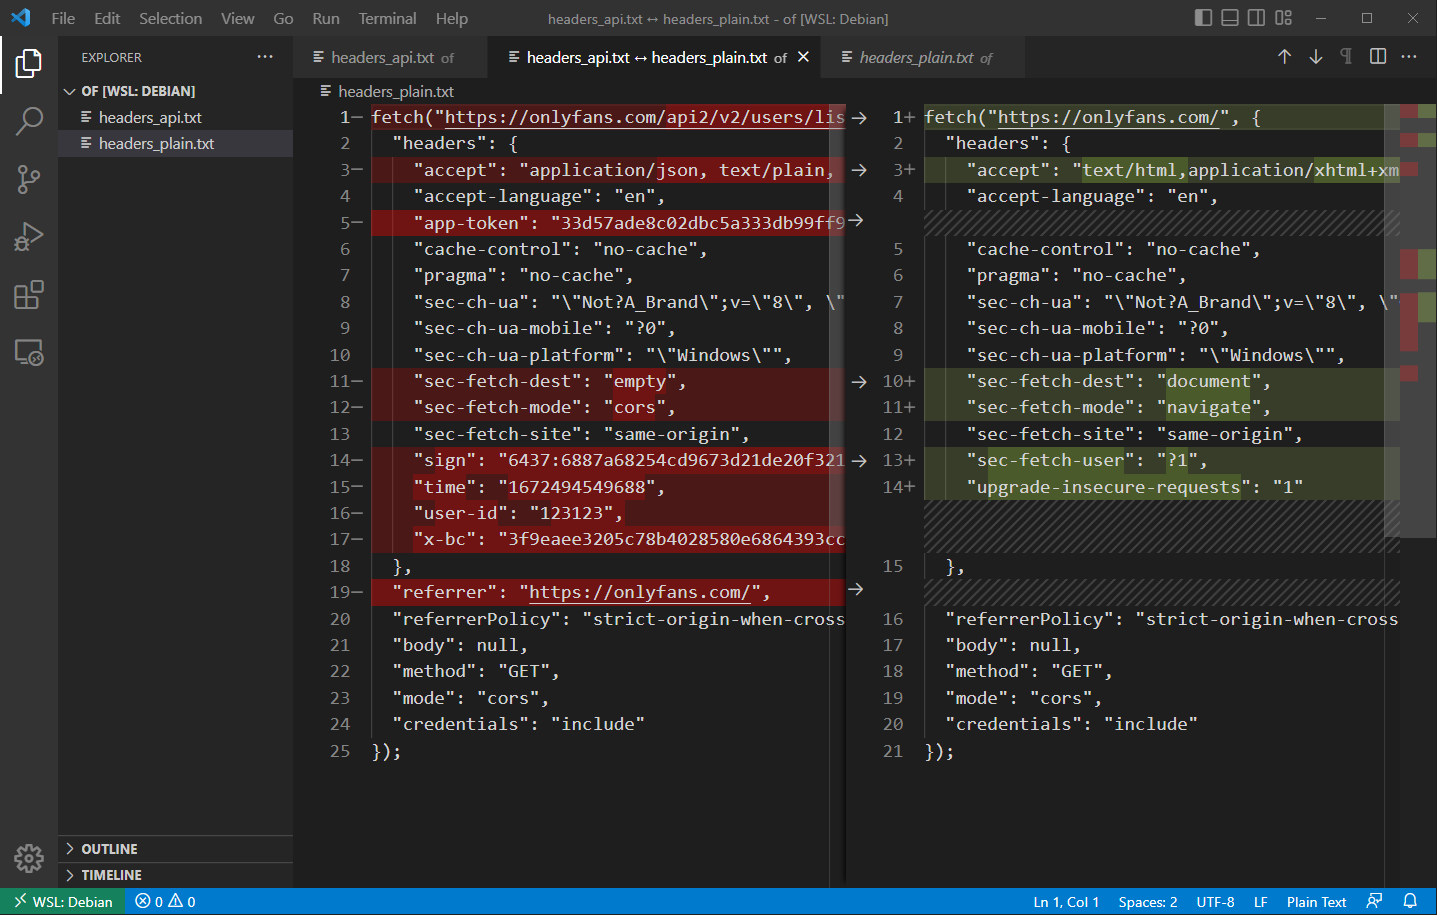 File Edit Selection View Go Run Terminal Help headers_api.txt ↔ headers_plain.txt - of [WSL: Debian]
EXPLORER ···
headers_api.txt of
headers_api.txt ↔ headers_plain.txt of
headers_plain.txt of
OF [WSL: DEBIAN]
headers_api.txt
headers_plain.txt
OUTLINE
TIMELINE
headers_plain.txt
1− fetch("https://onlyfans.com/api2/v2/users/lis
2 "headers": {
3− "accept": "application/json, text/plain,
4 "accept-language": "en",
5− "app-token": "33d57ade8c02dbc5a333db99ff9
6 "cache-control": "no-cache",
7 "pragma": "no-cache",
8 "sec-ch-ua": "\"Not?A_Brand\";v=\"8\", \"
9 "sec-ch-ua-mobile": "?0",
10 "sec-ch-ua-platform": "\"Windows\"",
11− "sec-fetch-dest": "empty",
12− "sec-fetch-mode": "cors",
13 "sec-fetch-site": "same-origin",
14− "sign": "6437:6887a68254cd9673d21de20f321
15− "time": "1672494549688",
16− "user-id": "123123",
17− "x-bc": "3f9eaee3205c78b4028580e6864393cc
18 },
19− "referrer": "https://onlyfans.com/",
20 "referrerPolicy": "strict-origin-when-cross
21 "body": null,
22 "method": "GET",
23 "mode": "cors",
24 "credentials": "include"
25 });
1+ fetch("https://onlyfans.com/", {
2 "headers": {
3+ "accept": "text/html,application/xhtml+xm
4 "accept-language": "en",
5 "cache-control": "no-cache",
6 "pragma": "no-cache",
7 "sec-ch-ua": "\"Not?A_Brand\";v=\"8\", \"
8 "sec-ch-ua-mobile": "?0",
9 "sec-ch-ua-platform": "\"Windows\"",
10+ "sec-fetch-dest": "document",
11+ "sec-fetch-mode": "navigate",
12 "sec-fetch-site": "same-origin",
13+ "sec-fetch-user": "?1",
14+ "upgrade-insecure-requests": "1"
15 },
16 "referrerPolicy": "strict-origin-when-cross
17 "body": null,
18 "method": "GET",
19 "mode": "cors",
20 "credentials": "include"
21 });
WSL: Debian 0 0 Ln 1, Col 1 Spaces: 2 UTF-8 LF Plain Text